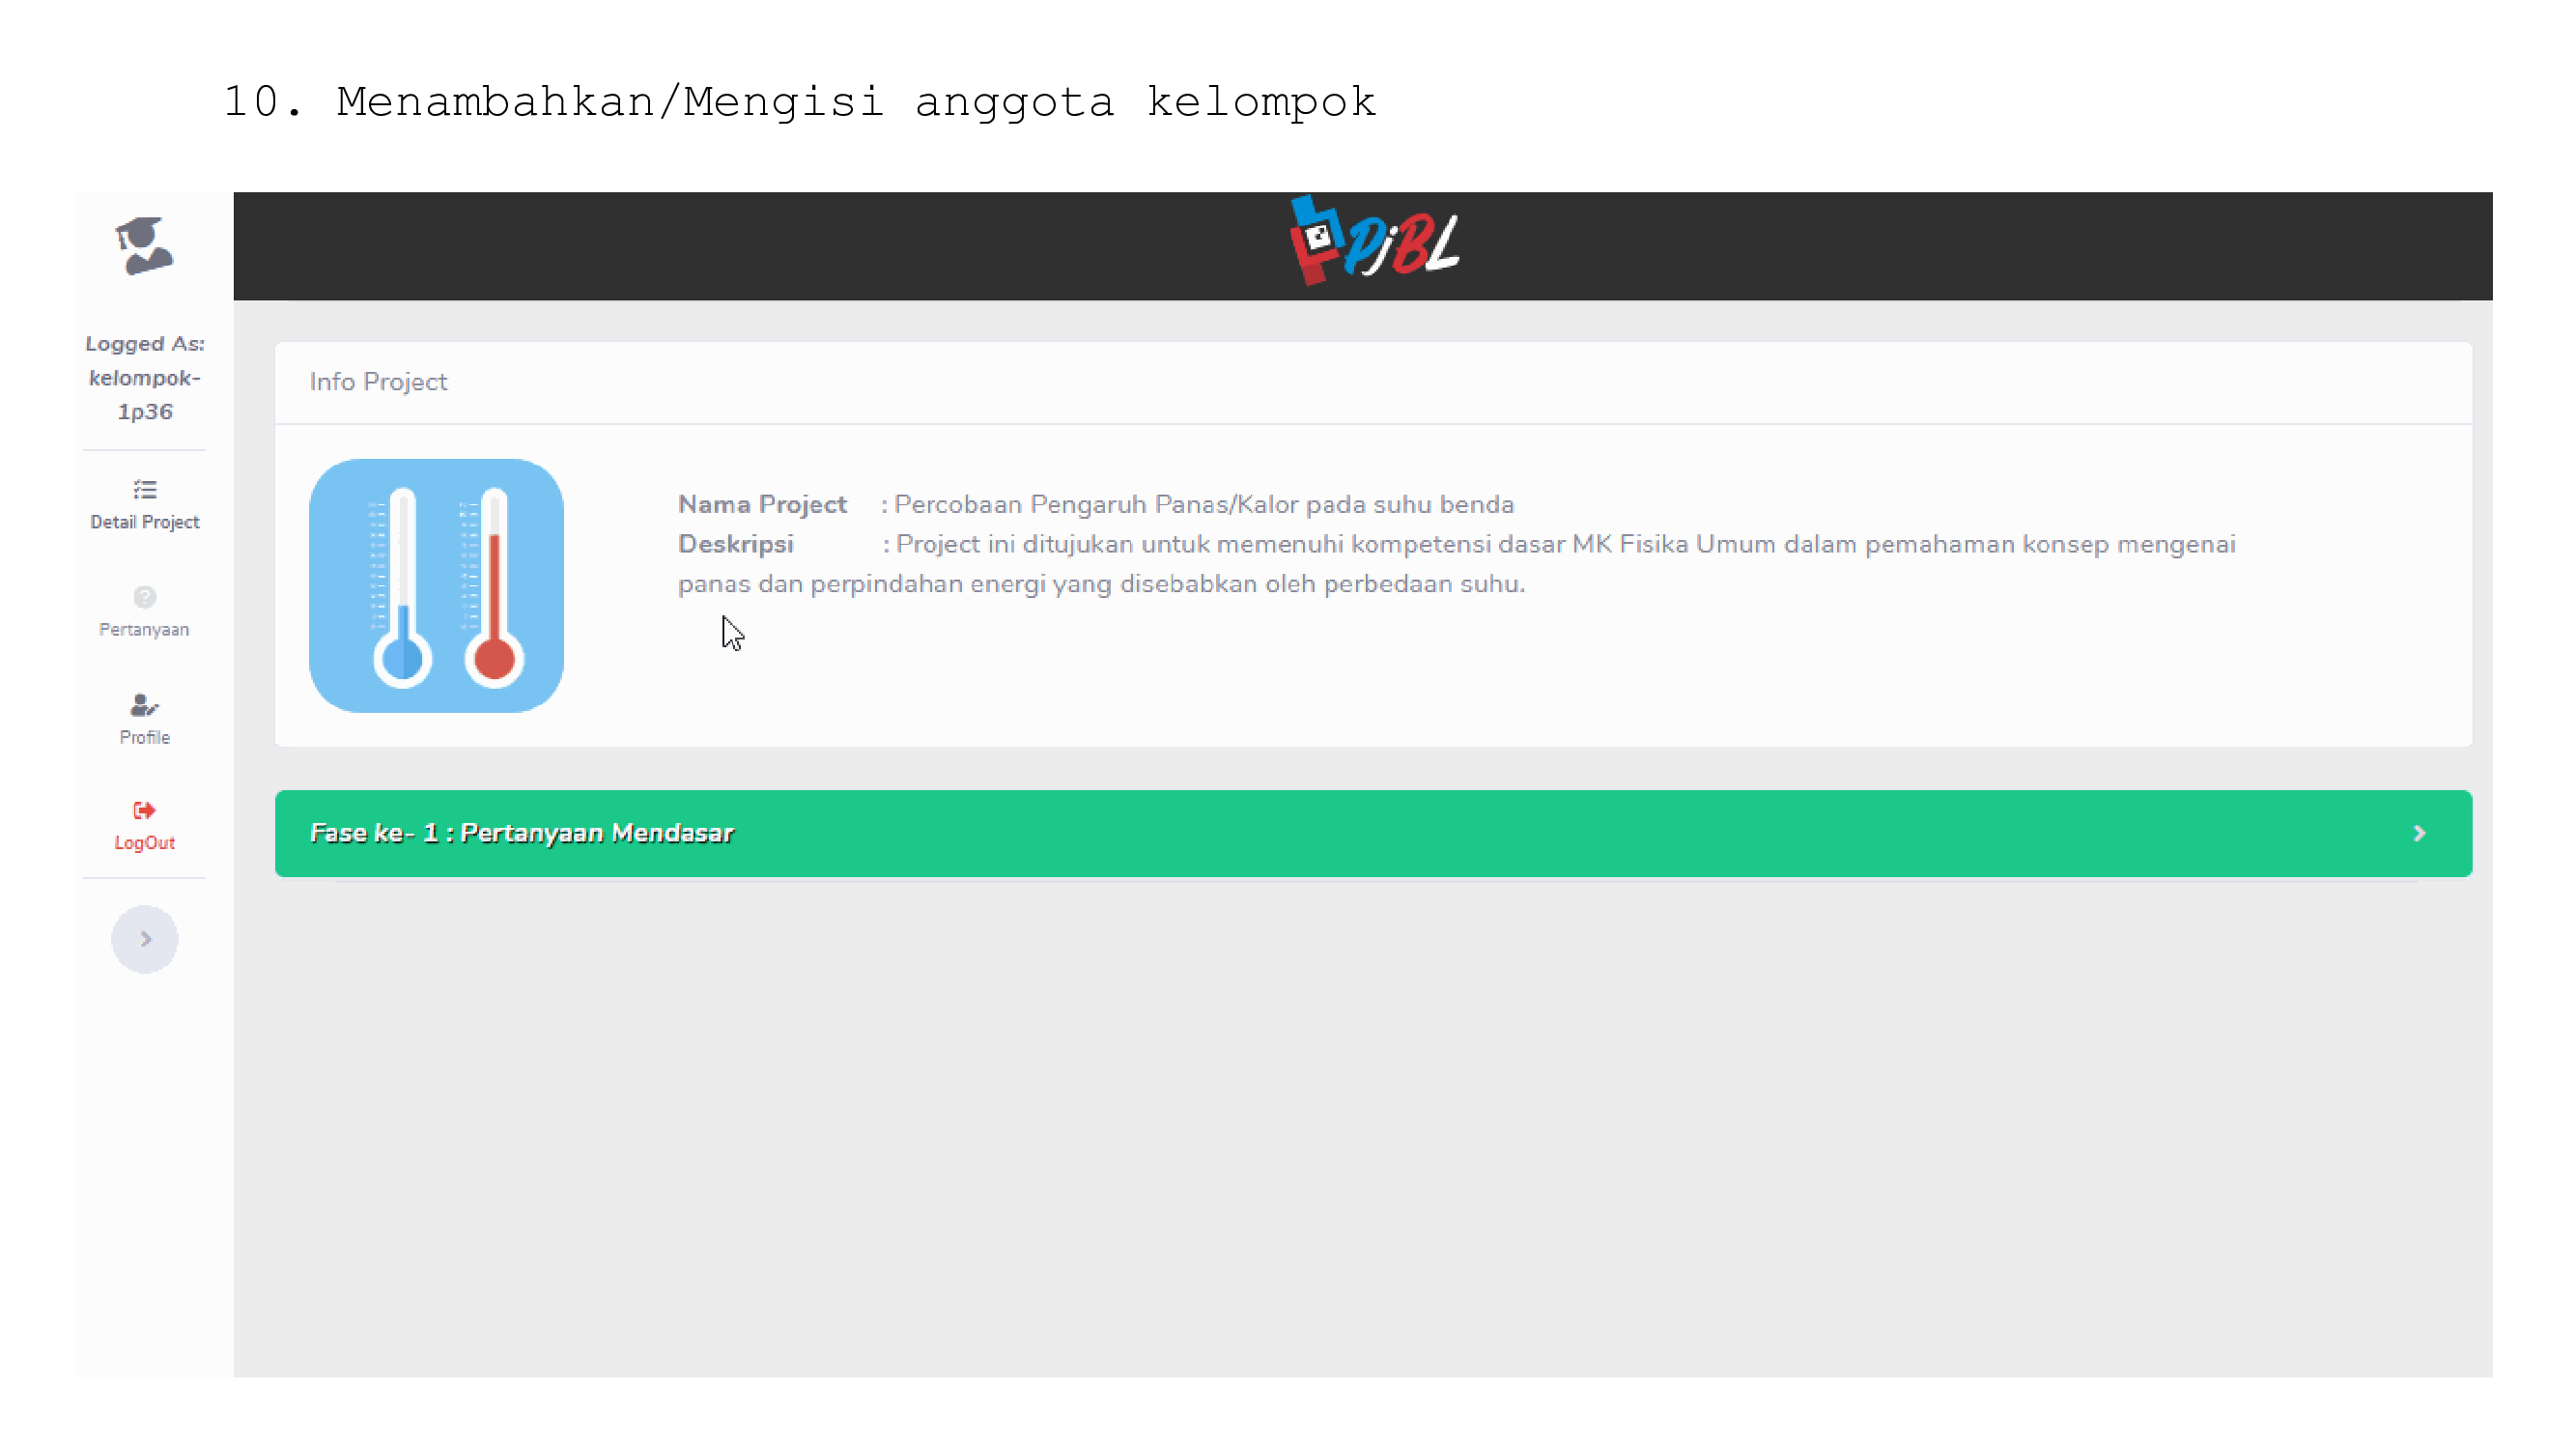 10. Menambahkan/Mengisi anggota kelompok
PjBL
Logged As:
kelompok-
1p36
Detail Project
Pertanyaan
Profile
LogOut
Info Project
Nama Project : Percobaan Pengaruh Panas/Kalor pada suhu benda
Deskripsi : Project ini ditujukan untuk memenuhi kompetensi dasar MK Fisika Umum dalam pemahaman konsep mengenai
panas dan perpindahan energi yang disebabkan oleh perbedaan suhu.
Fase ke- 1 : Pertanyaan Mendasar